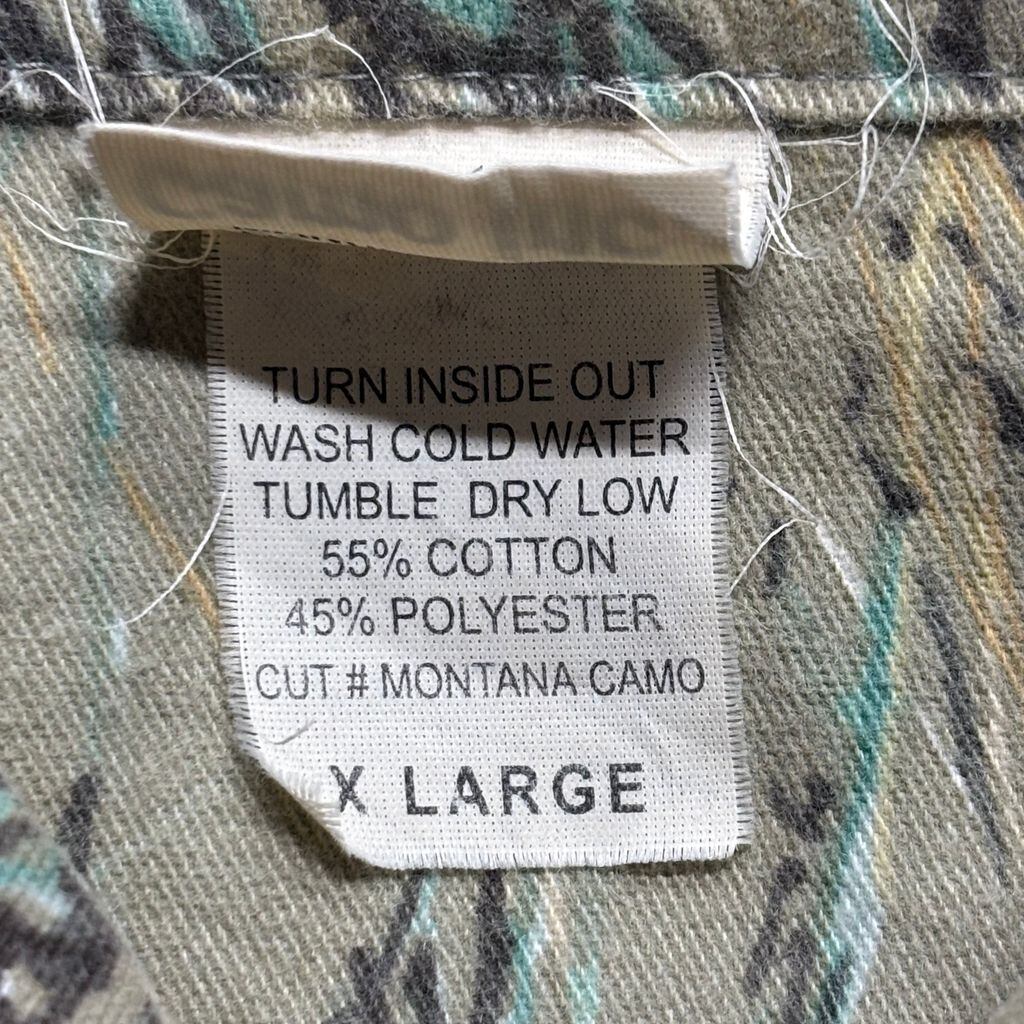 TURN INSIDE OUT
WASH COLD WATER
TUMBLE DRY LOW
55% COTTON
45% POLYESTER
CUT # MONTANA CAMO
X LARGE